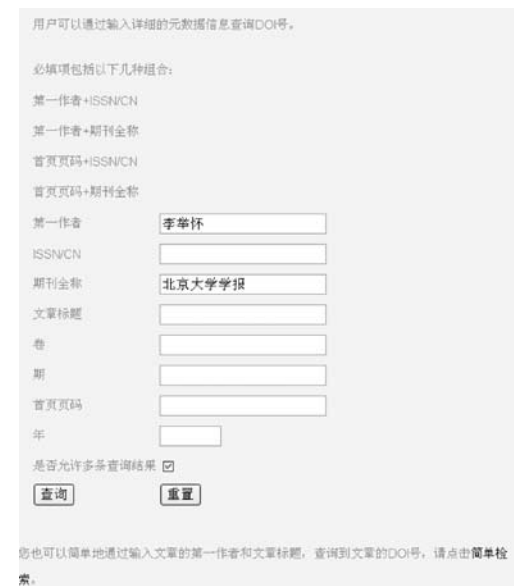 用户可以通过输入详细的元数据信息查询DOI号。
必填项包括以下几种组合：
第一作者+ISSN/CN
第一作者+期刊全称
首页页码+ISSN/CN
首页页码+期刊全称
第一作者 李举怀
ISSN/CN
期刊全称 北京大学学报
文章标题
卷
期
首页页码
年
是否允许多条查询结果
查询 重置
您也可以简单地通过输入文章的第一作者和文章标题，查询到文章的DOI号，请点击简单检
索。